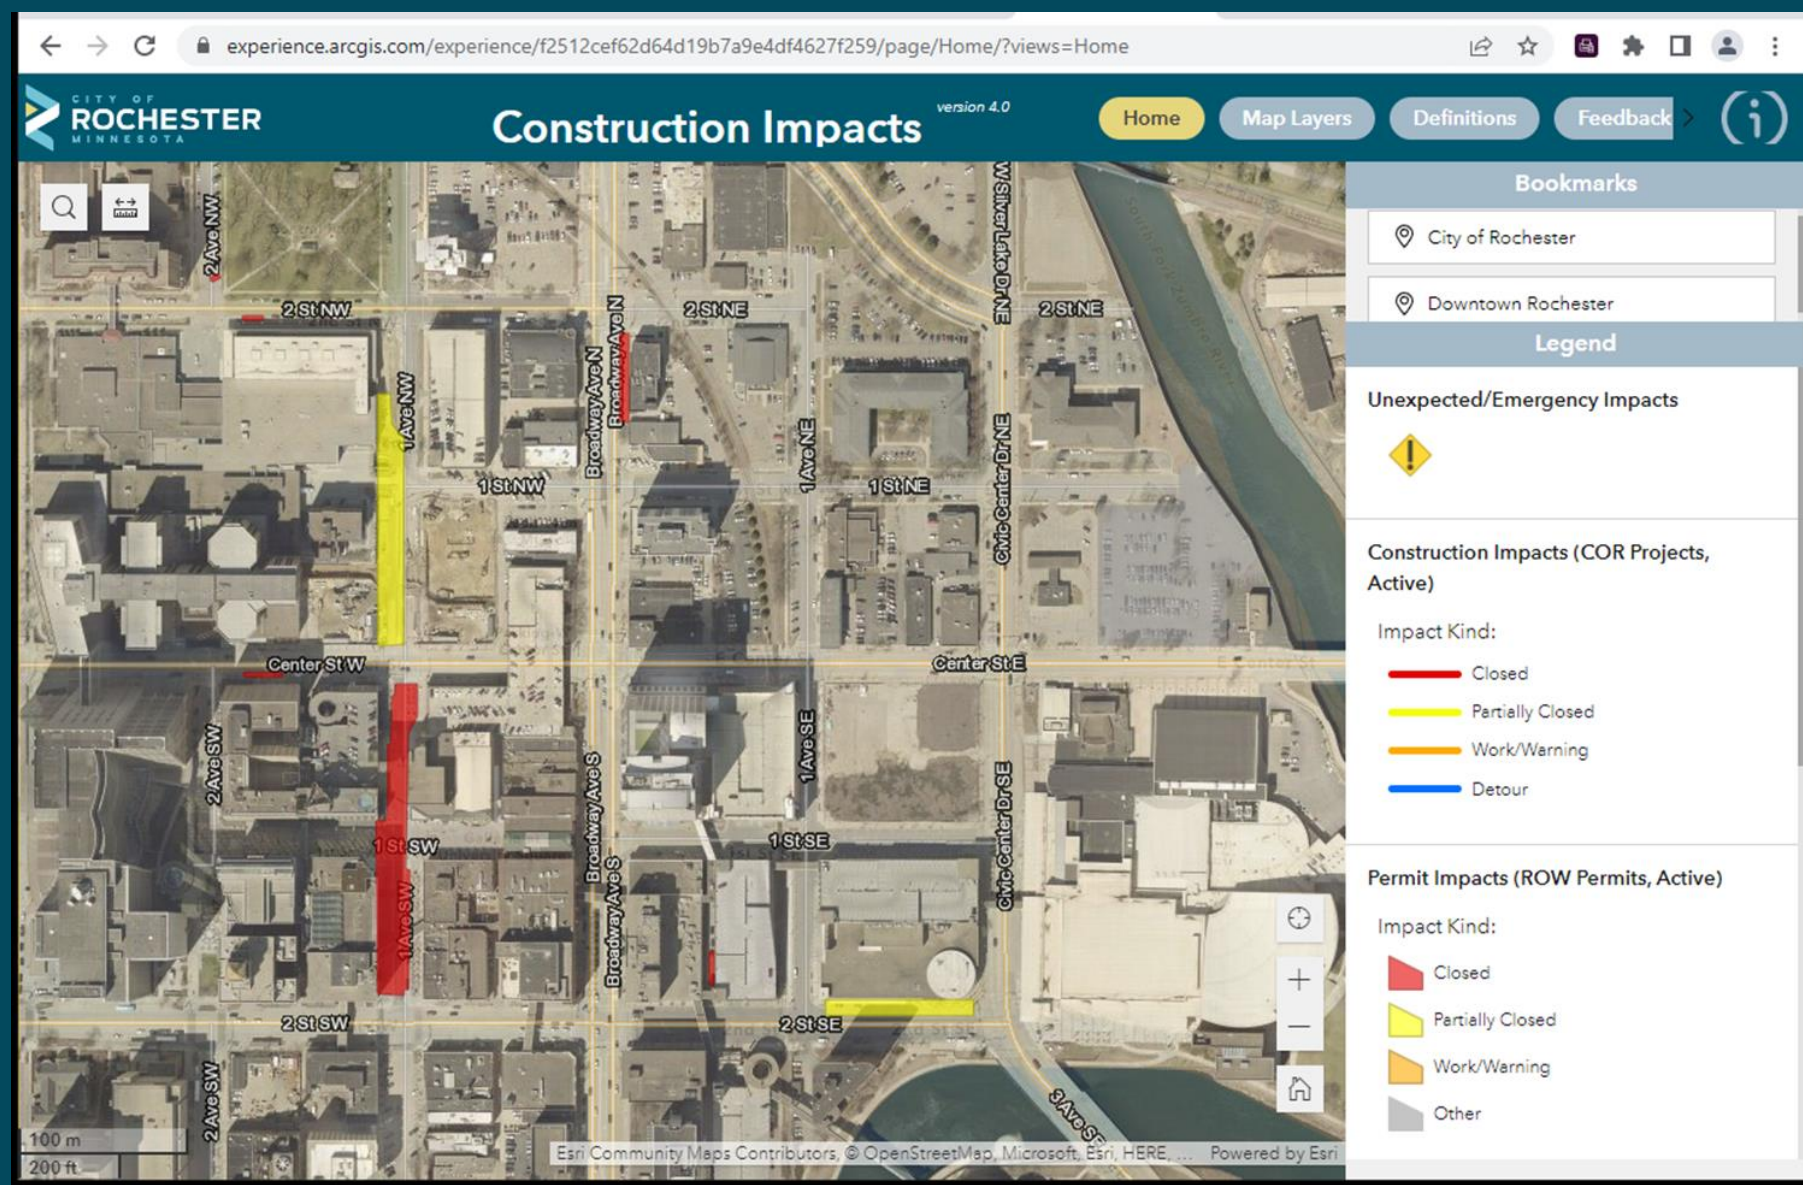 experience.arcgis.com/experience/f2512cef62d64d19b7a9e4df4627f259/page/Home/?views=Home
CITY OF
ROCHESTER
MINNESOTA
Construction Impacts
version 4.0
Home
Map Layers
Definitions
Feedback
Bookmarks
City of Rochester
Downtown Rochester
Legend
Unexpected/Emergency Impacts
Construction Impacts (COR Projects,
Active)
Impact Kind:
Closed
Partially Closed
Work/Warning
Detour
Permit Impacts (ROW Permits, Active)
Impact Kind:
Closed
Partially Closed
Work/Warning
Other
2 Ave NW
W Silver Lake Dr NE
South Fork Zumbro River
2 St NW
2 St NE
2 St NE
Broadway Ave N
Broadway Ave N
1 Ave NW
1 Ave NE
Civic Center Dr NE
1 St NW
1 St NE
Center St W
Center St E
E Center St
2 Ave SW
1 Ave SE
Broadway Ave S
Civic Center Dr SE
1 St SW
1 St SE
1 Ave SW
Broadway Ave S
2 St SW
2 St SE
2nd St SE
2 Ave SW
3 Ave SE
100 m
200 ft
Esri Community Maps Contributors, © OpenStreetMap, Microsoft, Esri, HERE, ...
Powered by Esri